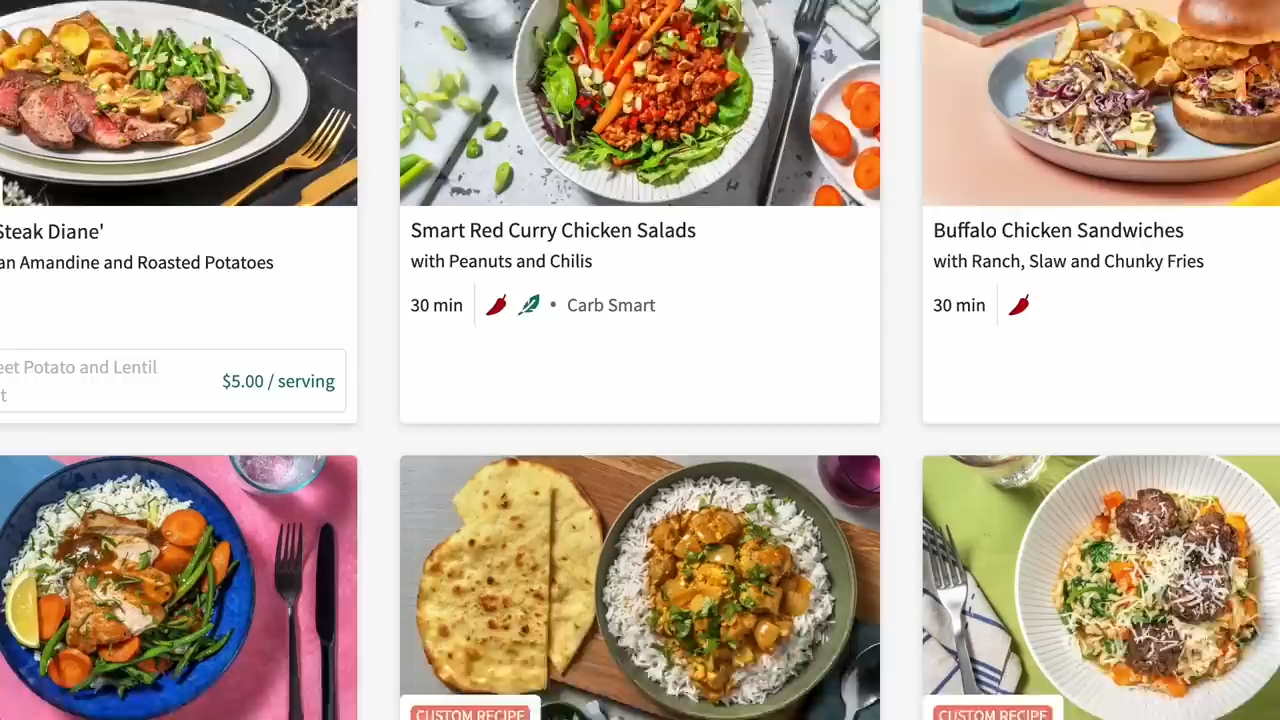 Steak Diane'
an Amandine and Roasted Potatoes
eet Potato and Lentil
t
$5.00 / serving
Smart Red Curry Chicken Salads
with Peanuts and Chilis
30 min
• Carb Smart
Buffalo Chicken Sandwiches
with Ranch, Slaw and Chunky Fries
30 min
CUSTOM RECIPE
CUSTOM RECIPE